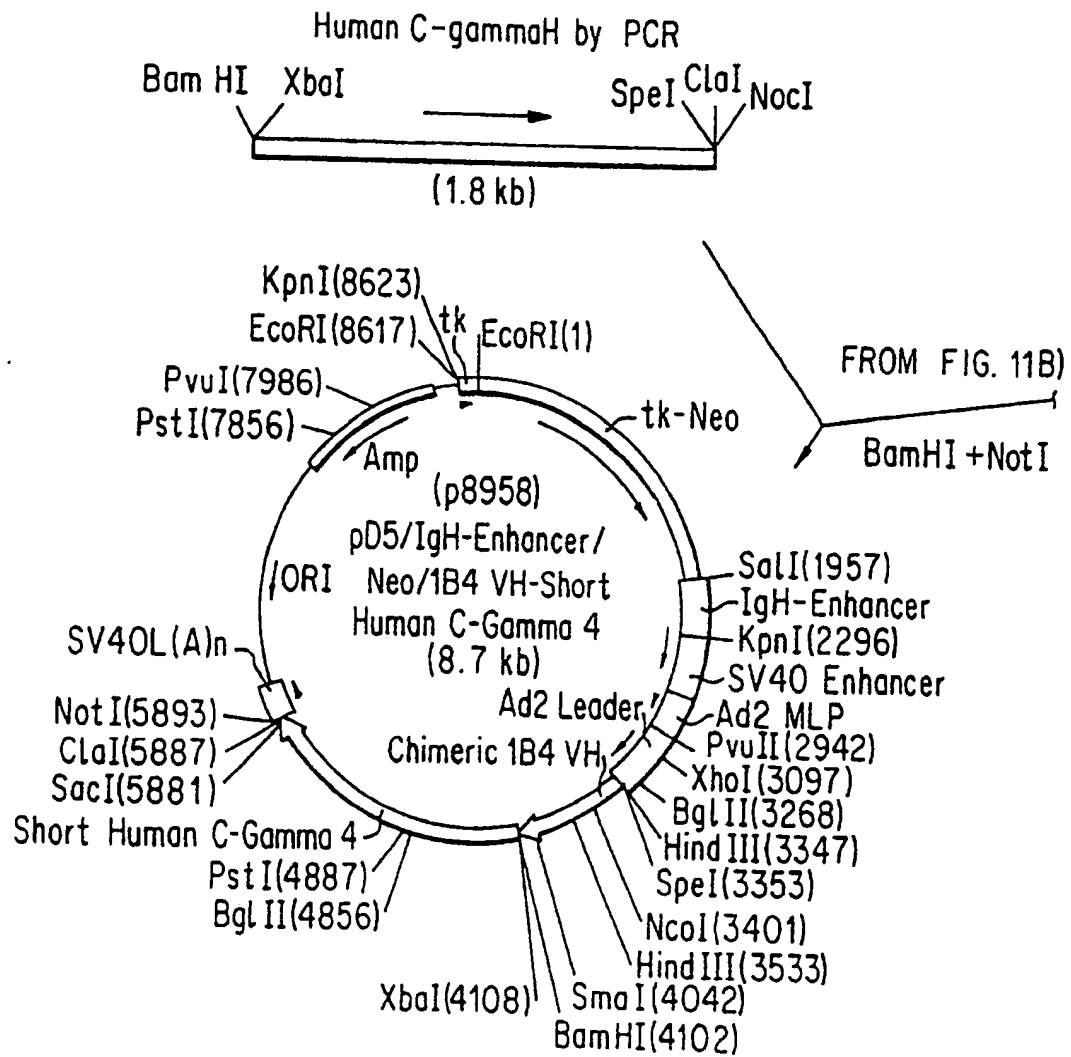 Human C-gammaH by PCR
Bam HI
XbaI
SpeI
ClaI
NocI
(1.8 kb)
KpnI(8623)
EcoRI(8617)
tk
EcoRI(1)
FROM FIG. 11B)
BamHI+NotI
PvuI(7986)
PstI(7856)
tk-Neo
Amp
(p8958)
pD5/IgH-Enhancer/
Neo/1B4 VH-Short
Human C-Gamma 4
(8.7 kb)
ORI
SalI(1957)
IgH-Enhancer
KpnI(2296)
SV40 Enhancer
Ad2 MLP
PvuII(2942)
XhoI(3097)
BglII(3268)
HindIII(3347)
SpeI(3353)
NcoI(3401)
HindIII(3533)
SmaI(4042)
BamHI(4102)
XbaI(4108)
Ad2 Leader
Chimeric 1B4 VH
SV40L(A)n
NotI(5893)
ClaI(5887)
SacI(5881)
Short Human C-Gamma 4
PstI(4887)
BglII(4856)